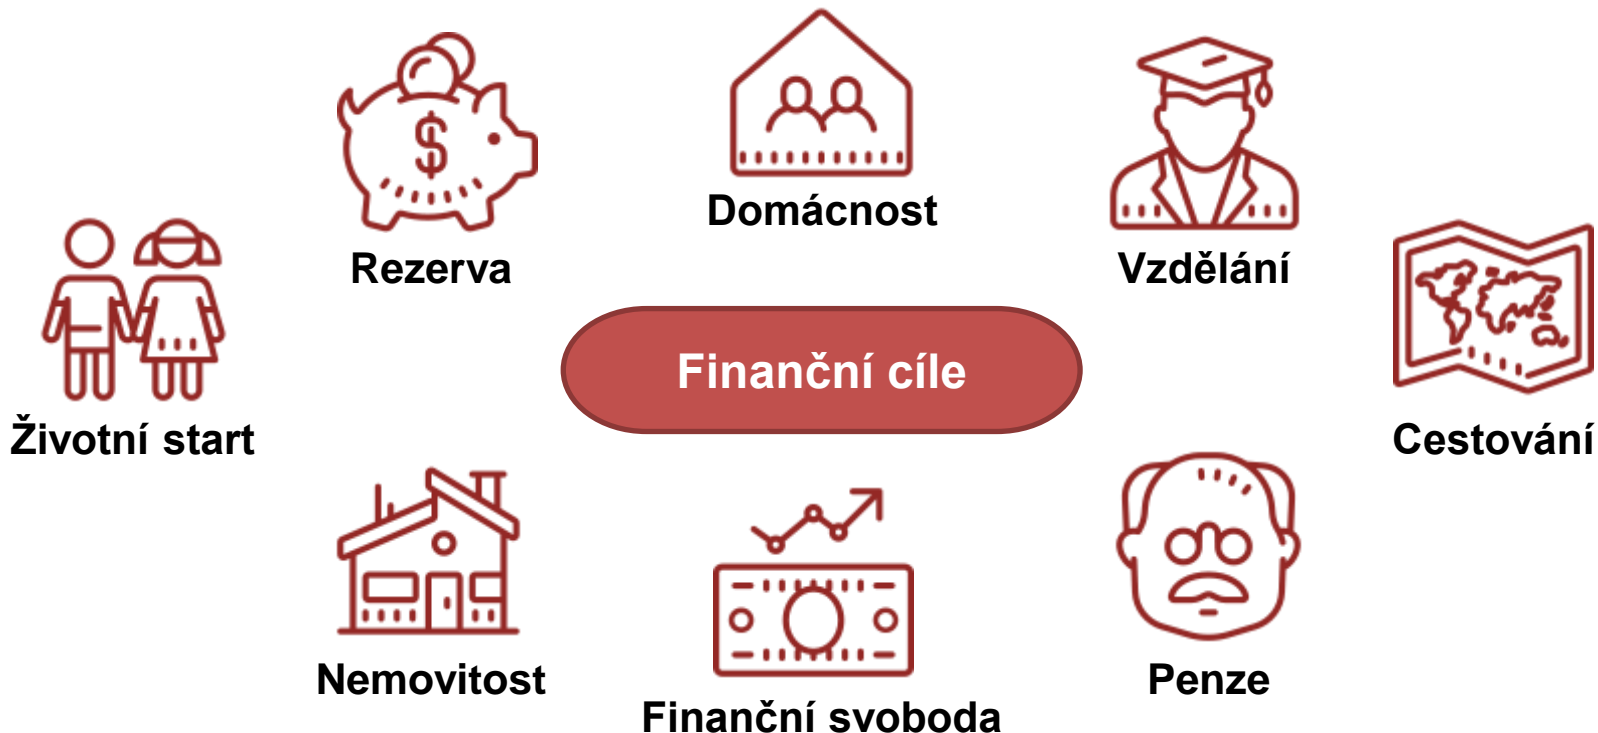 Domácnost
Rezerva
Vzdělání
Finanční cíle
Životní start
Cestování
Nemovitost
Penze
Finanční svoboda